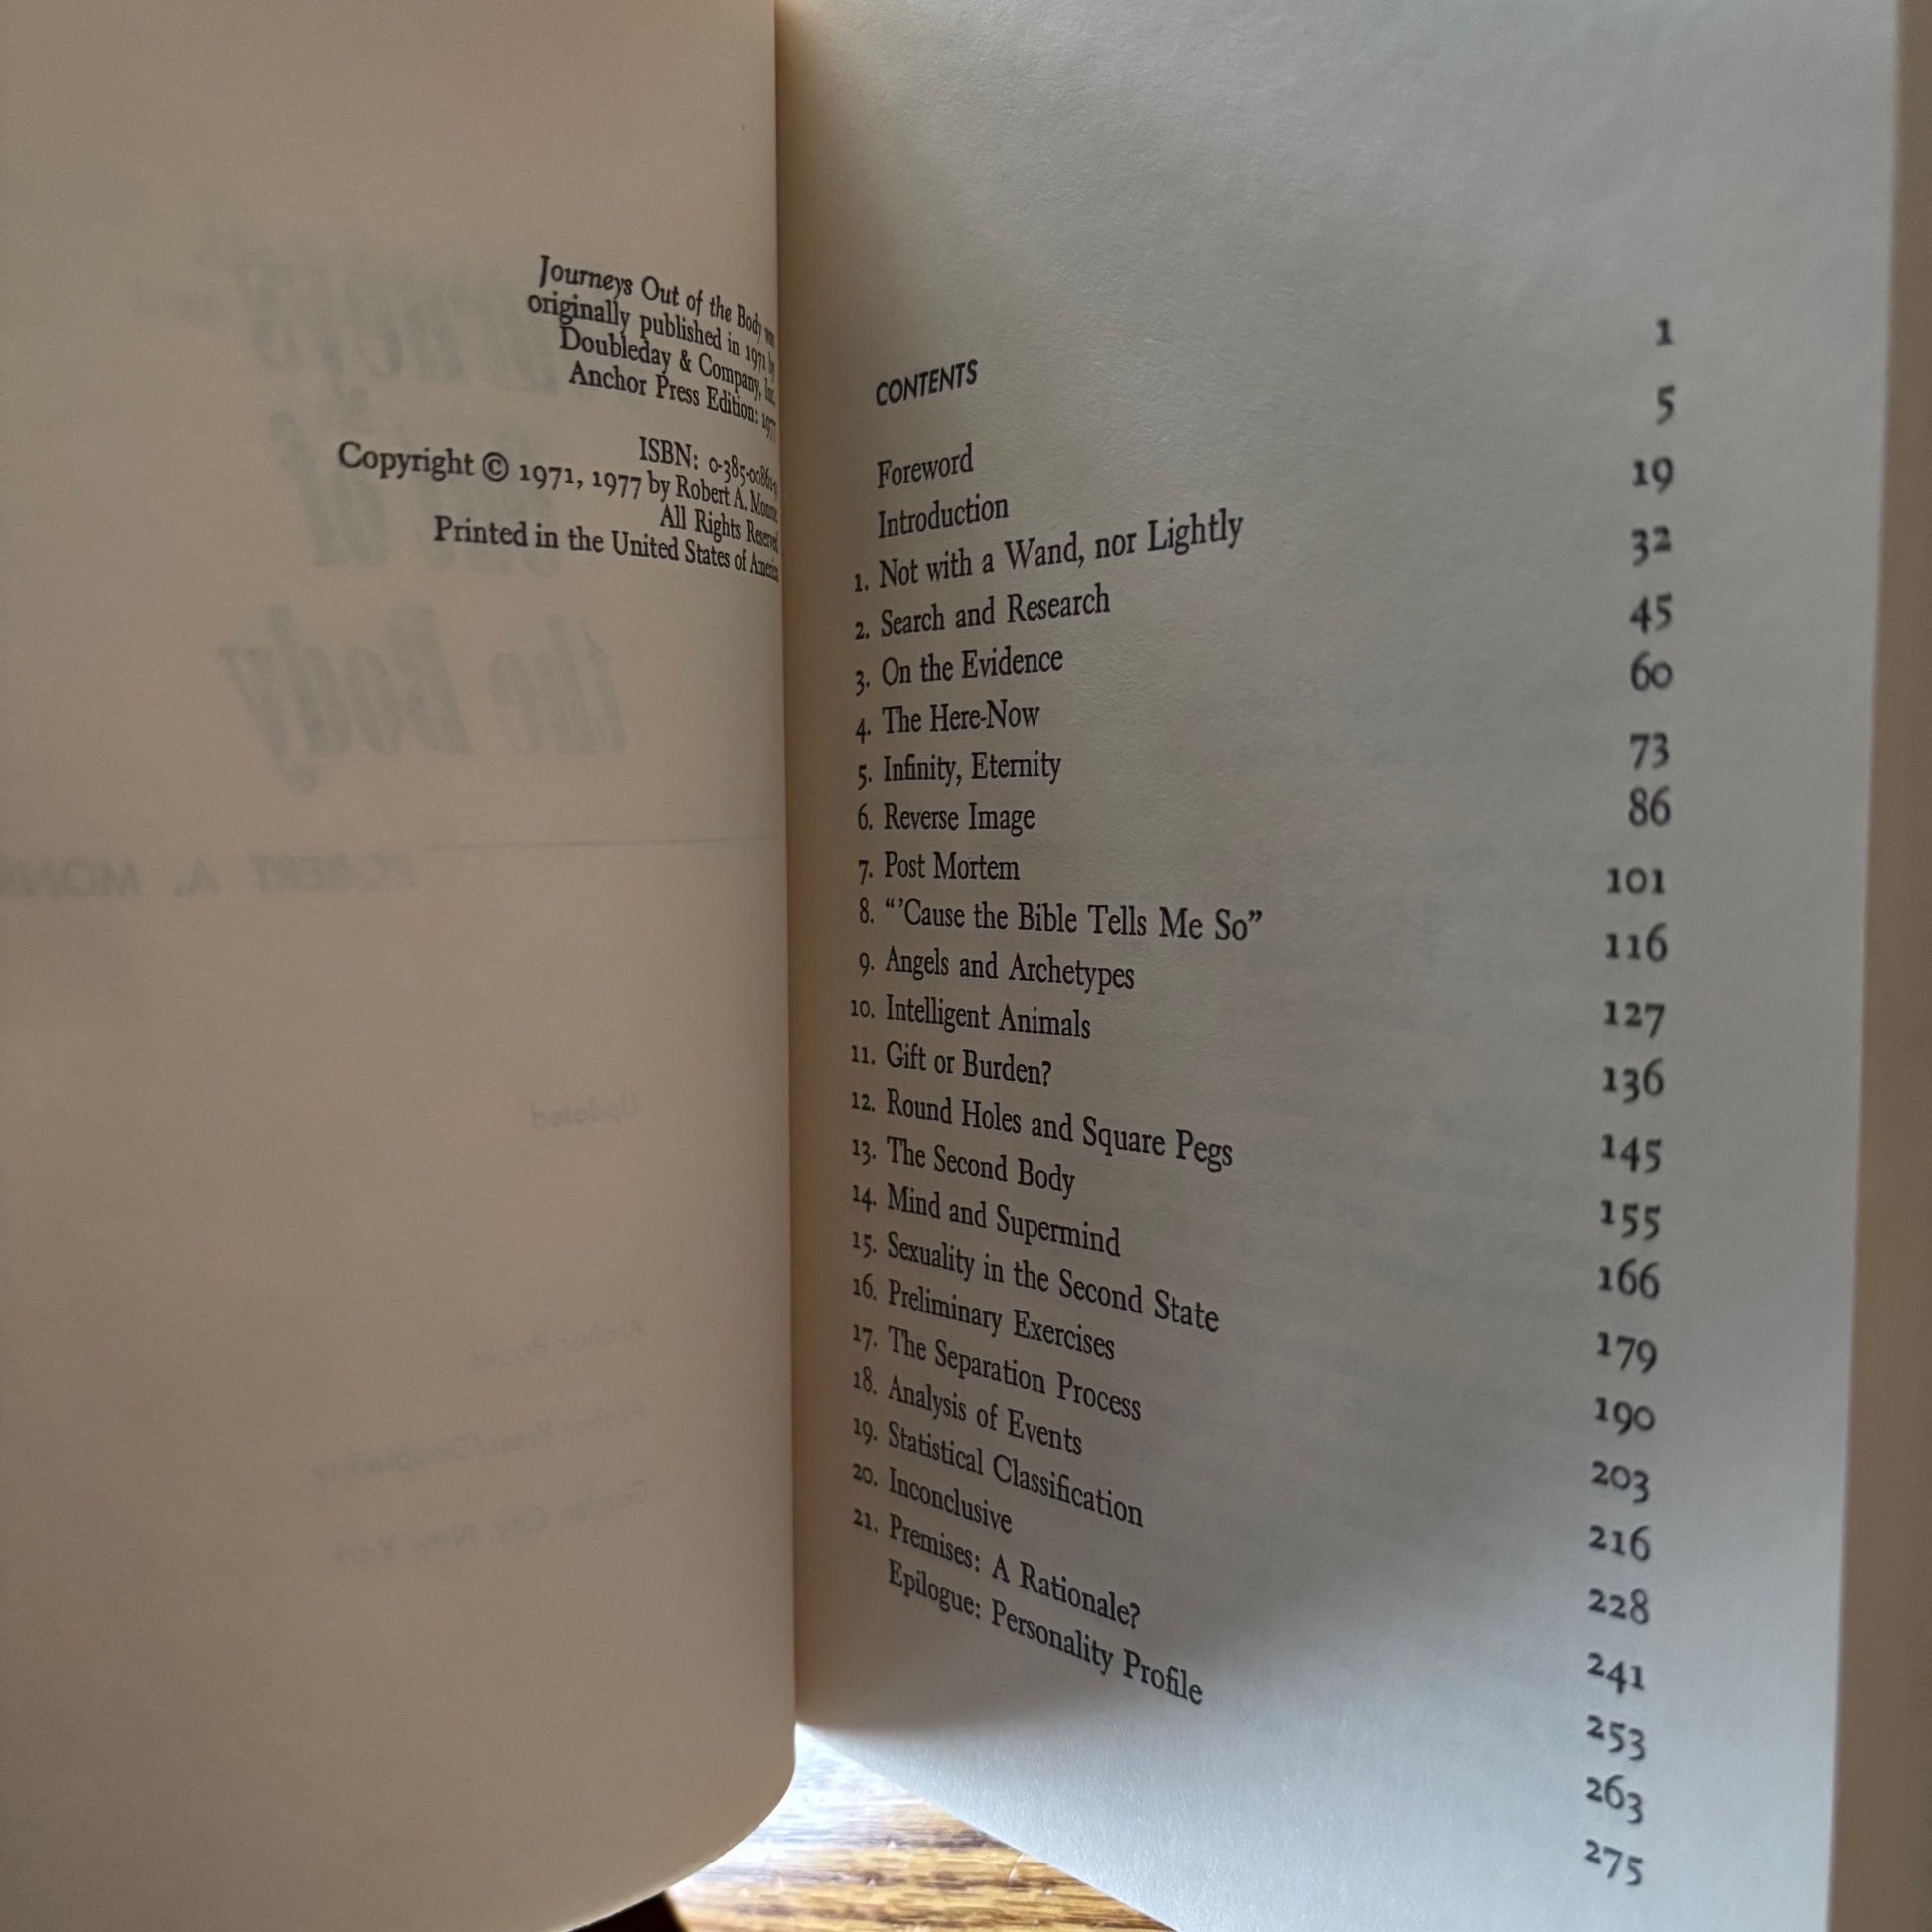 Journeys Out of the Body was
originally published in 1971 by
Doubleday & Company, Inc.
Anchor Press Edition: 1977
ISBN:
Copyright © 1971, 1977 by Robert A. Monroe
All Rights Reserved
Printed in the United States of America
CONTENTS
Foreword 1
Introduction 5
1. Not with a Wand, nor Lightly 19
2. Search and Research 32
3. On the Evidence 45
4. The Here-Now 60
5. Infinity, Eternity 73
6. Reverse Image 86
7. Post Mortem 101
8. “’Cause the Bible Tells Me So” 116
9. Angels and Archetypes 127
10. Intelligent Animals 136
11. Gift or Burden? 145
12. Round Holes and Square Pegs 155
13. The Second Body 166
14. Mind and Supermind 179
15. Sexuality in the Second State 190
16. Preliminary Exercises 203
17. The Separation Process 216
18. Analysis of Events 228
19. Statistical Classification 241
20. Inconclusive 253
21. Premises: A Rationale? 263
Epilogue: Personality Profile 275